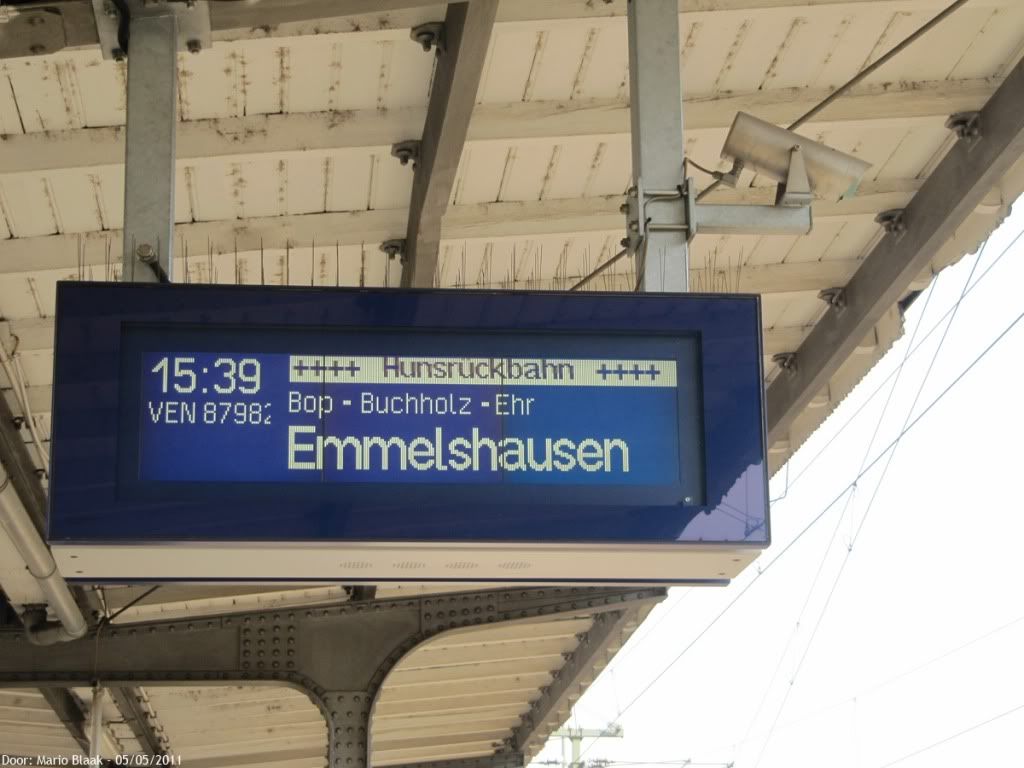 15:39
++++ Hunsrückbahn ++++
VEN 87982
Bop - Buchholz - Ehr
Emmelshausen
Door: Mario Blaak - 05/05/2011